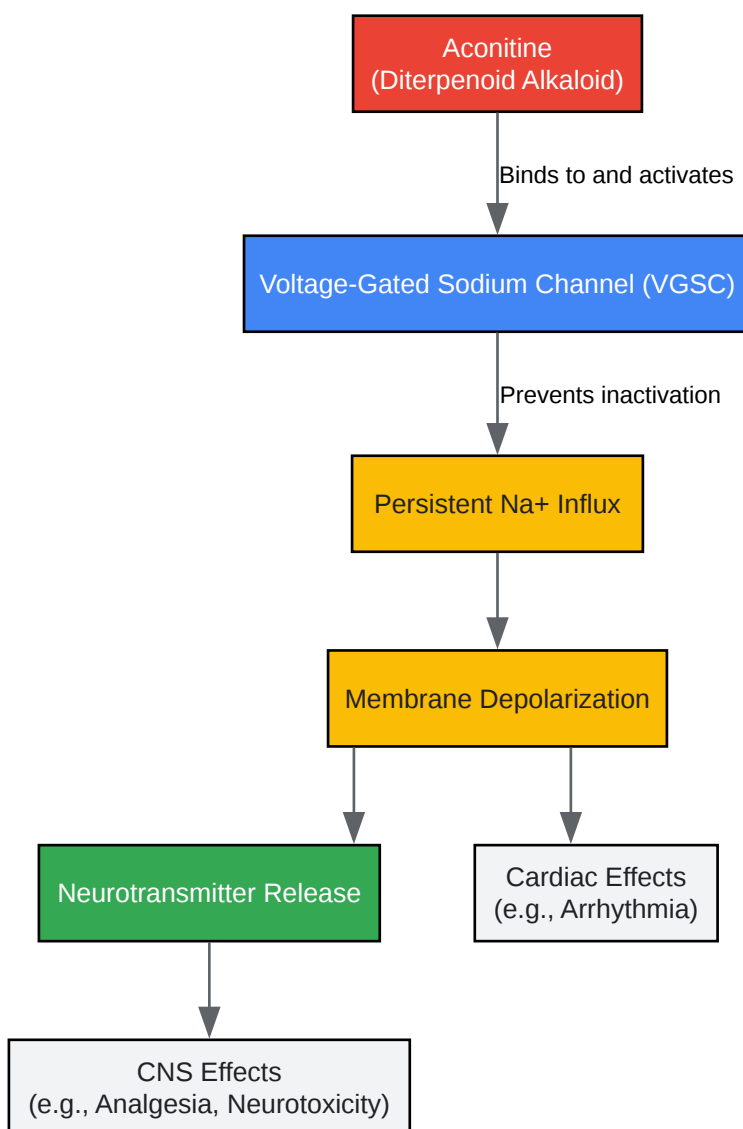 Aconitine
(Diterpenoid Alkaloid)
Binds to and activates
Voltage-Gated Sodium Channel (VGSC)
Prevents inactivation
Persistent Na+ Influx
Membrane Depolarization
Neurotransmitter Release
Cardiac Effects
(e.g., Arrhythmia)
CNS Effects
(e.g., Analgesia, Neurotoxicity)